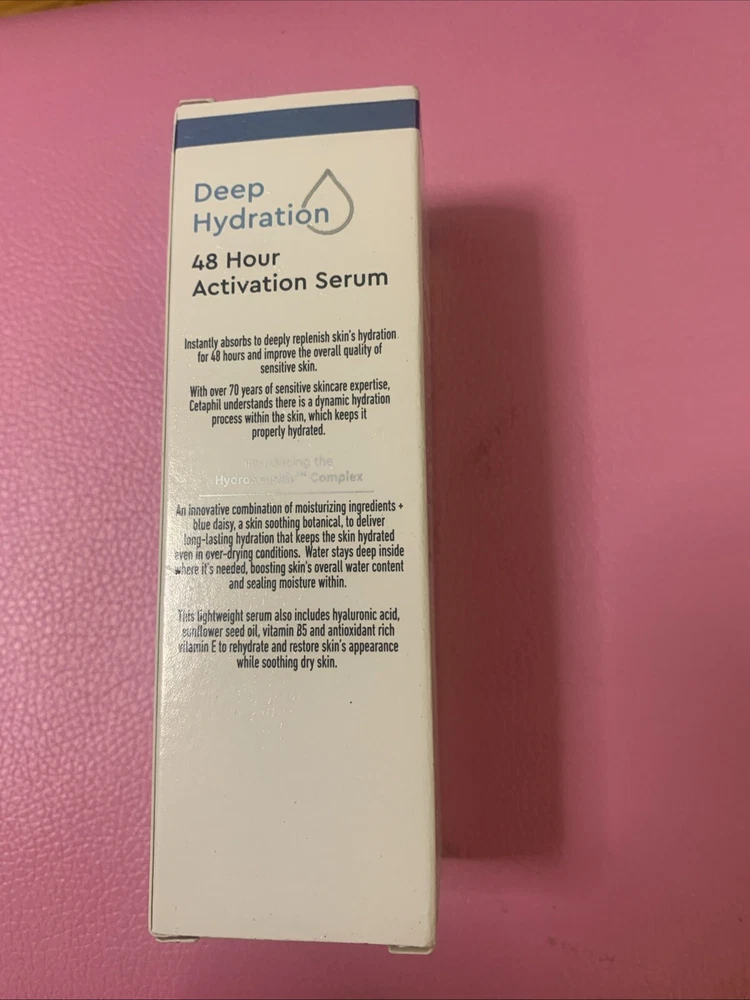 Deep
Hydration
48 Hour
Activation Serum
Instantly absorbs to deeply replenish skin's hydration
for 48 hours and improve the overall quality of
sensitive skin.
With over 70 years of sensitive skincare expertise,
Cetaphil understands there is a dynamic hydration
process within the skin, which keeps it
properly hydrated.
the
Complex
An innovative combination of moisturizing ingredients +
blue daisy, a skin soothing botanical, to deliver
long-lasting hydration that keeps the skin hydrated
even in over-drying conditions. Water stays deep inside
where it's needed, boosting skin's overall water content
and sealing moisture within.
This lightweight serum also includes hyaluronic acid,
sunflower seed oil, vitamin B5 and antioxidant rich
vitamin E to rehydrate and restore skin's appearance
while soothing dry skin.